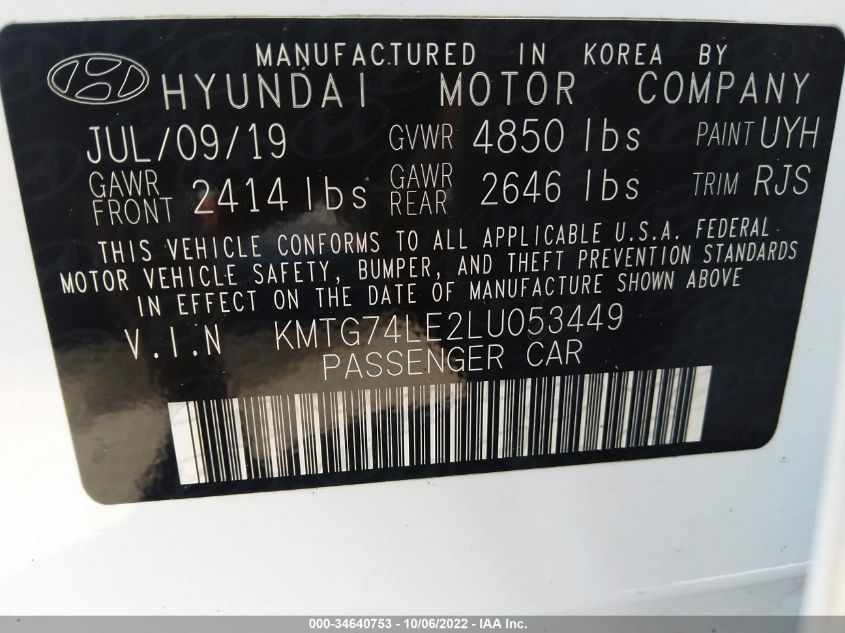 MANUFACTURED IN KOREA BY
HYUNDAI MOTOR COMPANY
JUL/09/19 GVWR 4850 lbs PAINT UYH
GAWR FRONT 2414 lbs GAWR REAR 2646 lbs TRIM RJS
THIS VEHICLE CONFORMS TO ALL APPLICABLE U.S.A. FEDERAL
MOTOR VEHICLE SAFETY, BUMPER, AND THEFT PREVENTION STANDARDS
IN EFFECT ON THE DATE OF MANUFACTURE SHOWN ABOVE
V.I.N KMTG74LE2LU053449
PASSENGER CAR
000-34640753 - 10/06/2022 - IAA Inc.